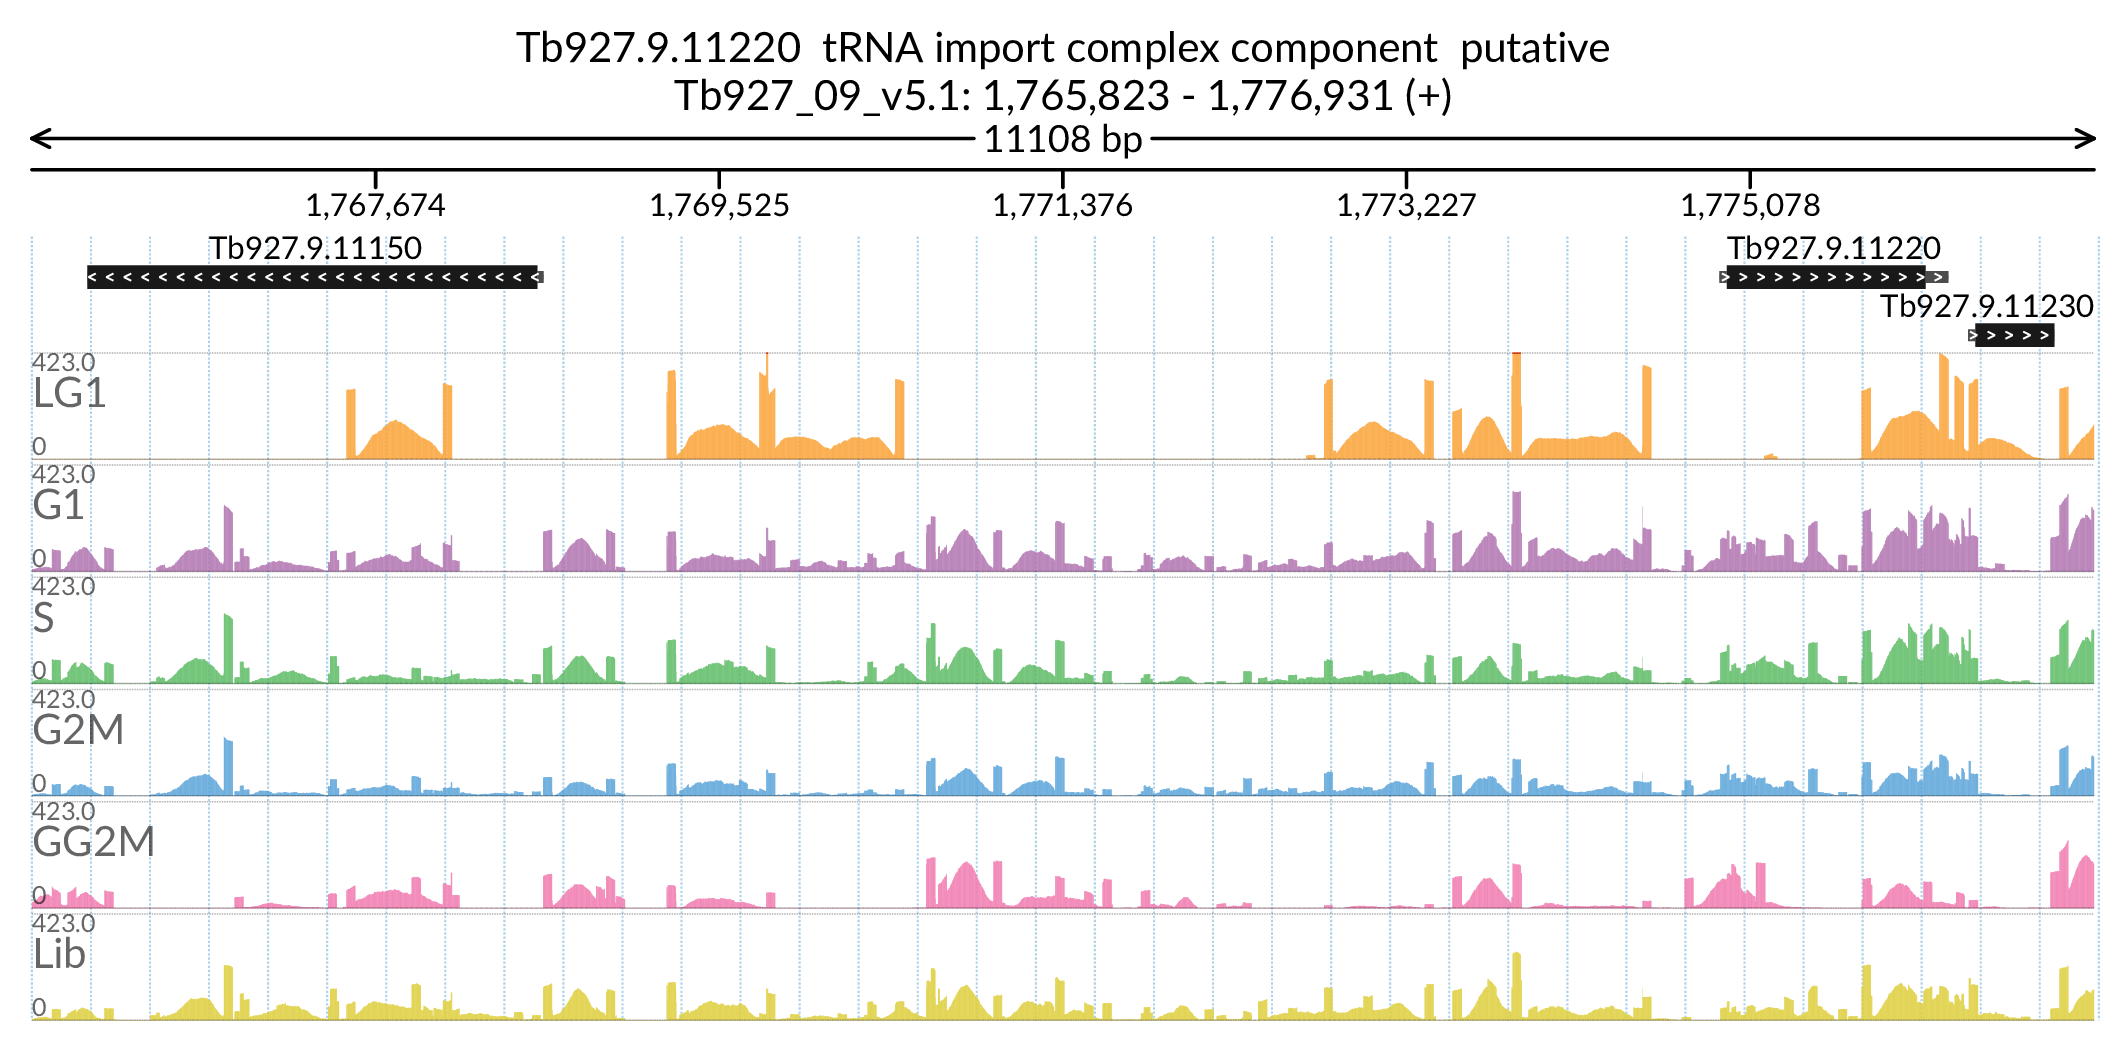 Tb927.9.11220  tRNA import complex component  putative
Tb927_09_v5.1: 1,765,823 - 1,776,931 (+)
11108 bp
1,767,674 1,769,525 1,771,376 1,773,227 1,775,078
Tb927.9.11150 Tb927.9.11220
Tb927.9.11230
423.0
LG1
0
423.0
G1
0
423.0
S
0
423.0
G2M
0
423.0
GG2M
0
423.0
Lib
0